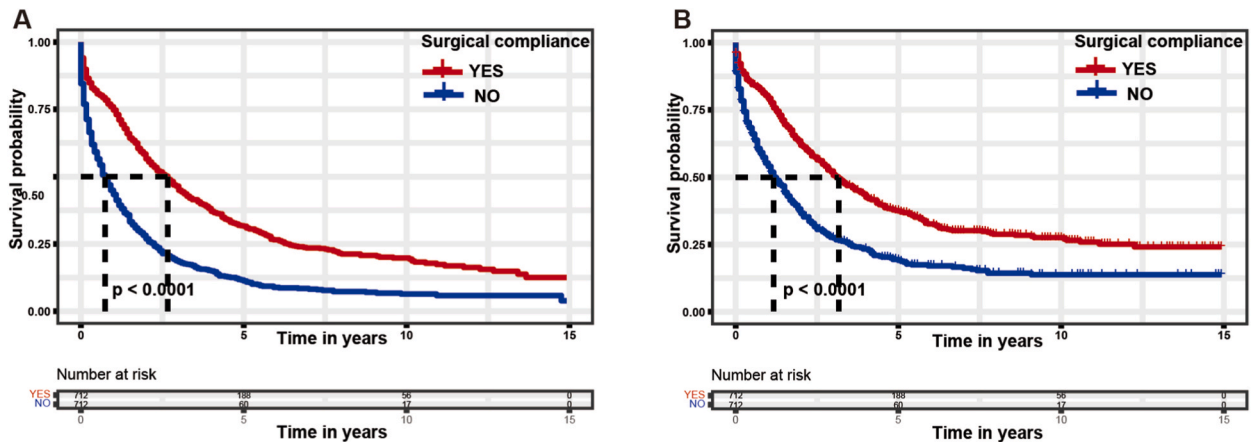 A
Surgical compliance
YES
NO
Survival probability
1.00
0.75
0.50
0.25
0.00
p < 0.0001
0 5 10 15
Time in years
Number at risk
YES 712 188 56 0
NO 712 60 17 0
0 5 10 15
Time in years
B
Surgical compliance
YES
NO
Survival probability
1.00
0.75
0.50
0.25
0.00
p < 0.0001
0 5 10 15
Time in years
Number at risk
YES 712 188 56 0
NO 712 60 17 0
0 5 10 15
Time in years